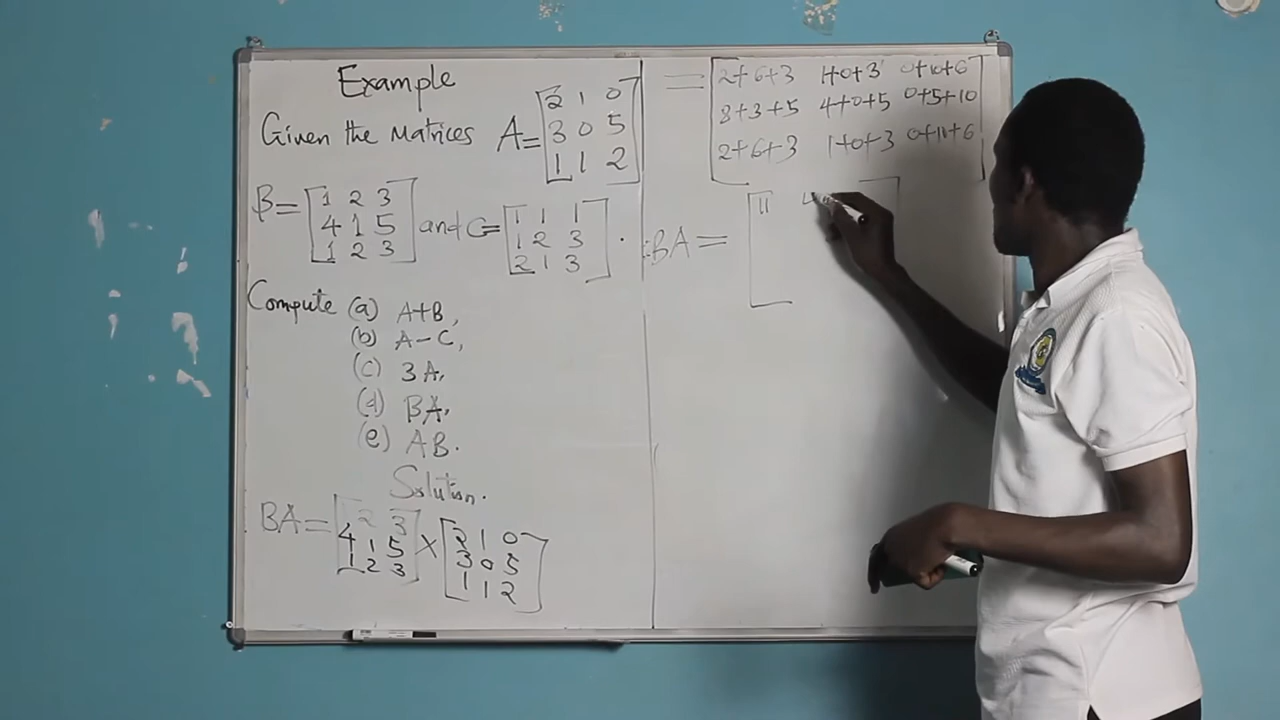 Example
Given the Matrices A = [2 1 0
3 0 5
1 1 2]
B = [1 2 3
4 1 5
1 2 3] and C = [1 1 1
1 2 3
2 1 3].
Compute (a) A+B,
(b) A-C,
(c) 3A,
(d) BA,
(e) AB.
Solution.
BA = [2 3
4 1 5
1 2 3] X [2 1 0
3 0 5
1 1 2]
= [2+6+3 1+0+3 0+10+6
8+3+5 4+0+5 0+5+10
2+6+3 1+0+3 0+10+6]
BA = [11 4